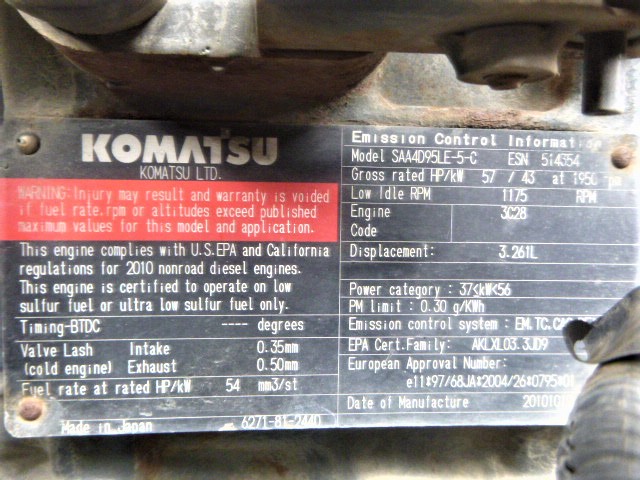 KOMATSU
KOMATSU LTD.
WARNING: Injury may result and warranty is voided
if fuel rate.rpm or altitudes exceed published
maximum values for this model and application.
This engine complies with U.S.EPA and California
regulations for 2010 nonroad diesel engines.
This engine is certified to operate on low
sulfur fuel or ultra low sulfur fuel only.
Timing-BTDC ---- degrees
Valve Lash Intake 0.35mm
(cold engine) Exhaust 0.50mm
Fuel rate at rated HP/kW 54 mm3/st
Made in Japan 6271-81-2440
Emission Control Information
Model SAA4D95LE-5-C ESN 514354
Gross rated HP/kW 57 / 43 at 1950 rpm
Low Idle RPM 1175 RPM
Engine 3C28
Code
Displacement: 3.261L
Power category : 37≤kW<56
PM limit : 0.30 g/KWh
Emission control system : EM.TC.
EPA Cert.Family: AKLXL03.3JD9
European Approval Number:
e11*97/68JA*2004/26*0795*01
Date of Manufacture 201010